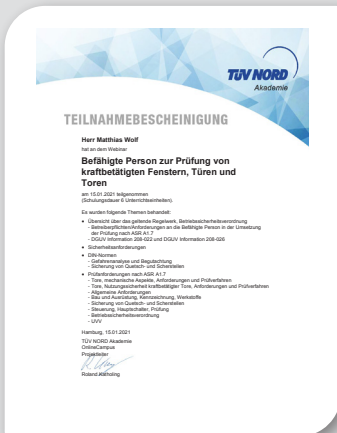 TÜV NORD
Akademie
TEILNAHMEBESCHEINIGUNG
Herr Matthias Wolf
hat an dem Webinar
Befähigte Person zur Prüfung von
kraftbetätigten Fenstern, Türen und
Toren
am 15.01.2021 teilgenommen
(Schulungsdauer 6 Unterrichtseinheiten).
Es wurden folgende Themen behandelt:
• Übersicht über das geltende Regelwerk, Betriebssicherheitsverordnung
- Betreiberpflichten/Anforderungen an die Befähigte Person in der Umsetzung
der Prüfung nach ASR A1.7
- DGUV Information 208-022 und DGUV Information 208-026
• Sicherheitsanforderungen
• DIN-Normen
- Gefahrenanalyse und Begutachtung
- Sicherung von Quetsch- und Scherstellen
• Prüfanforderungen nach ASR A1.7
- Tore, mechanische Aspekte, Anforderungen und Prüfverfahren
- Tore, Nutzungssicherheit kraftbetätigter Tore, Anforderungen und Prüfverfahren
- Allgemeine Anforderungen
- Bau und Ausrüstung, Kennzeichnung, Werkstoffe
- Sicherung von Quetsch- und Scherstellen
- Steuerung, Hauptschalter, Prüfung
- Betriebssicherheitsverordnung
- UVV
Hamburg, 15.01.2021
TÜV NORD Akademie
OnlineCampus
Projektleiter
Roland Kätholing